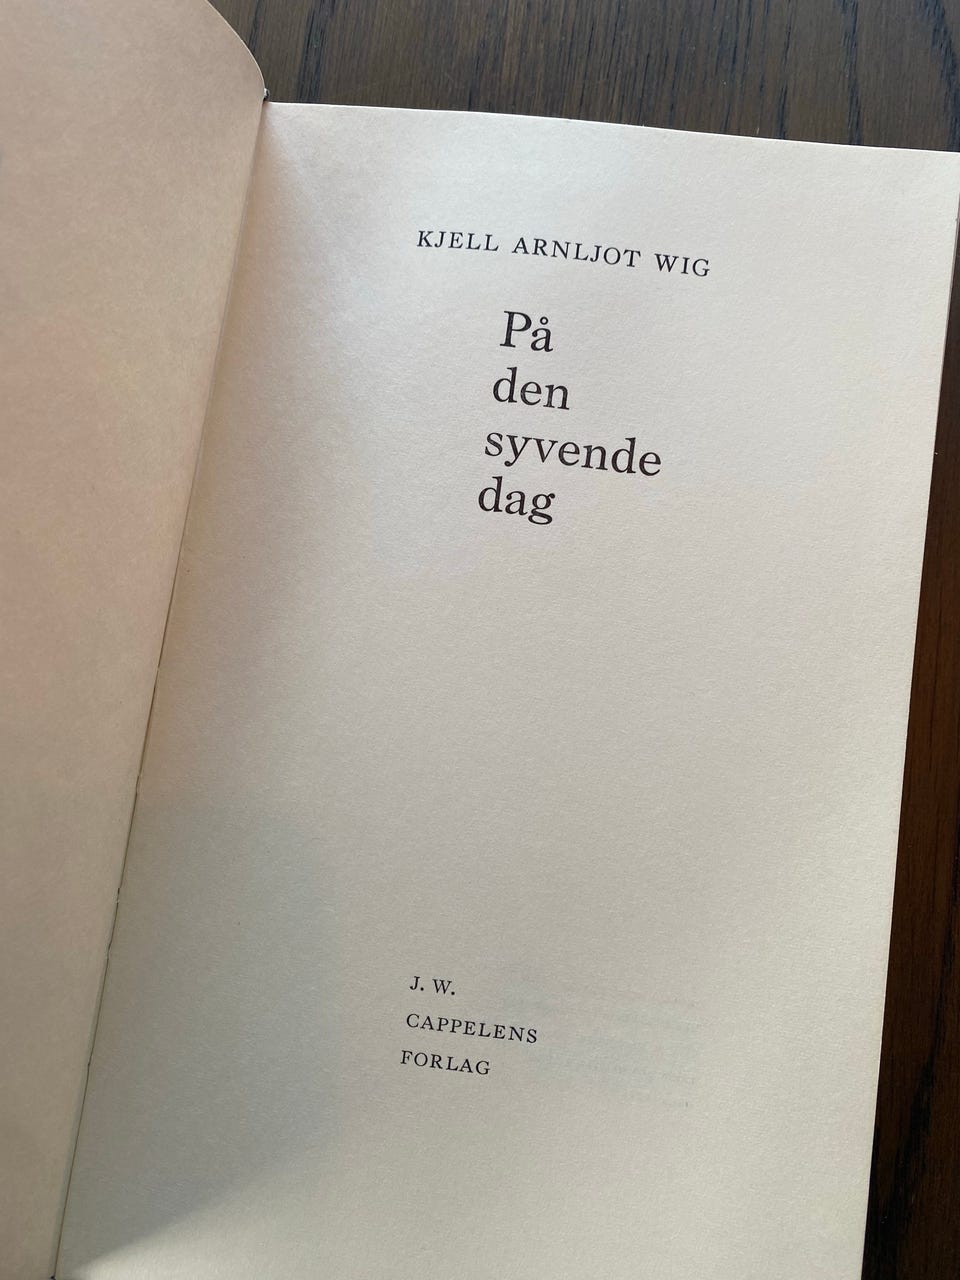 KJELL ARNLJOT WIG
På
den
syvende
dag
J. W.
CAPPELENS
FORLAG